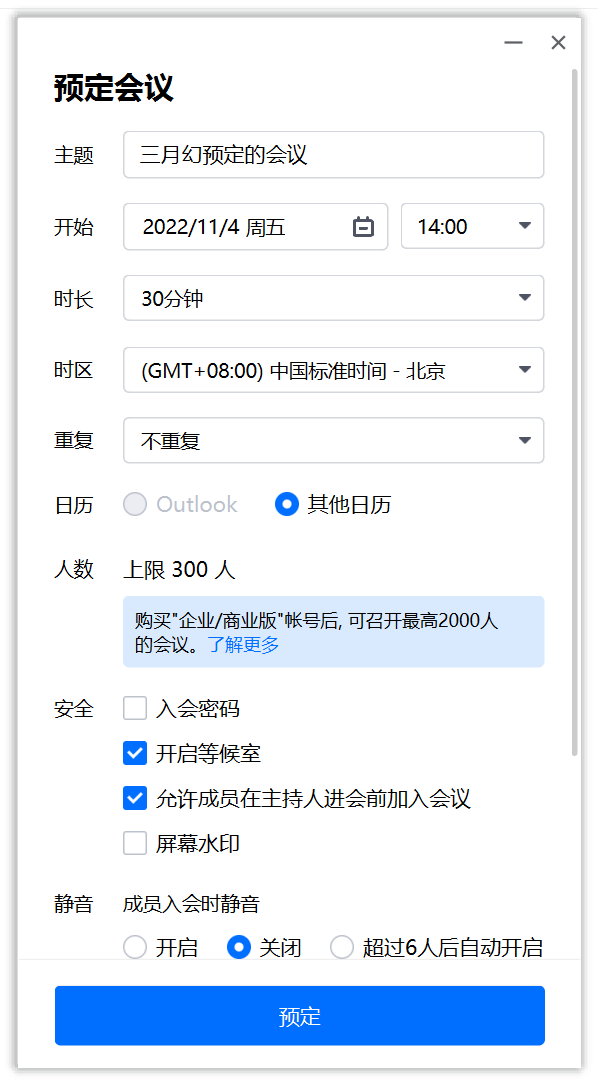 预定会议
主题 三月幻预定的会议
开始 2022/11/4 周五 14:00
时长 30分钟
时区 (GMT+08:00) 中国标准时间 - 北京
重复 不重复
日历 Outlook 其他日历
人数 上限 300 人
购买"企业/商业版"帐号后, 可召开最高2000人
的会议。了解更多
安全 入会密码
开启等候室
允许成员在主持人进会前加入会议
屏幕水印
静音 成员入会时静音
开启 关闭 超过6人后自动开启
预定